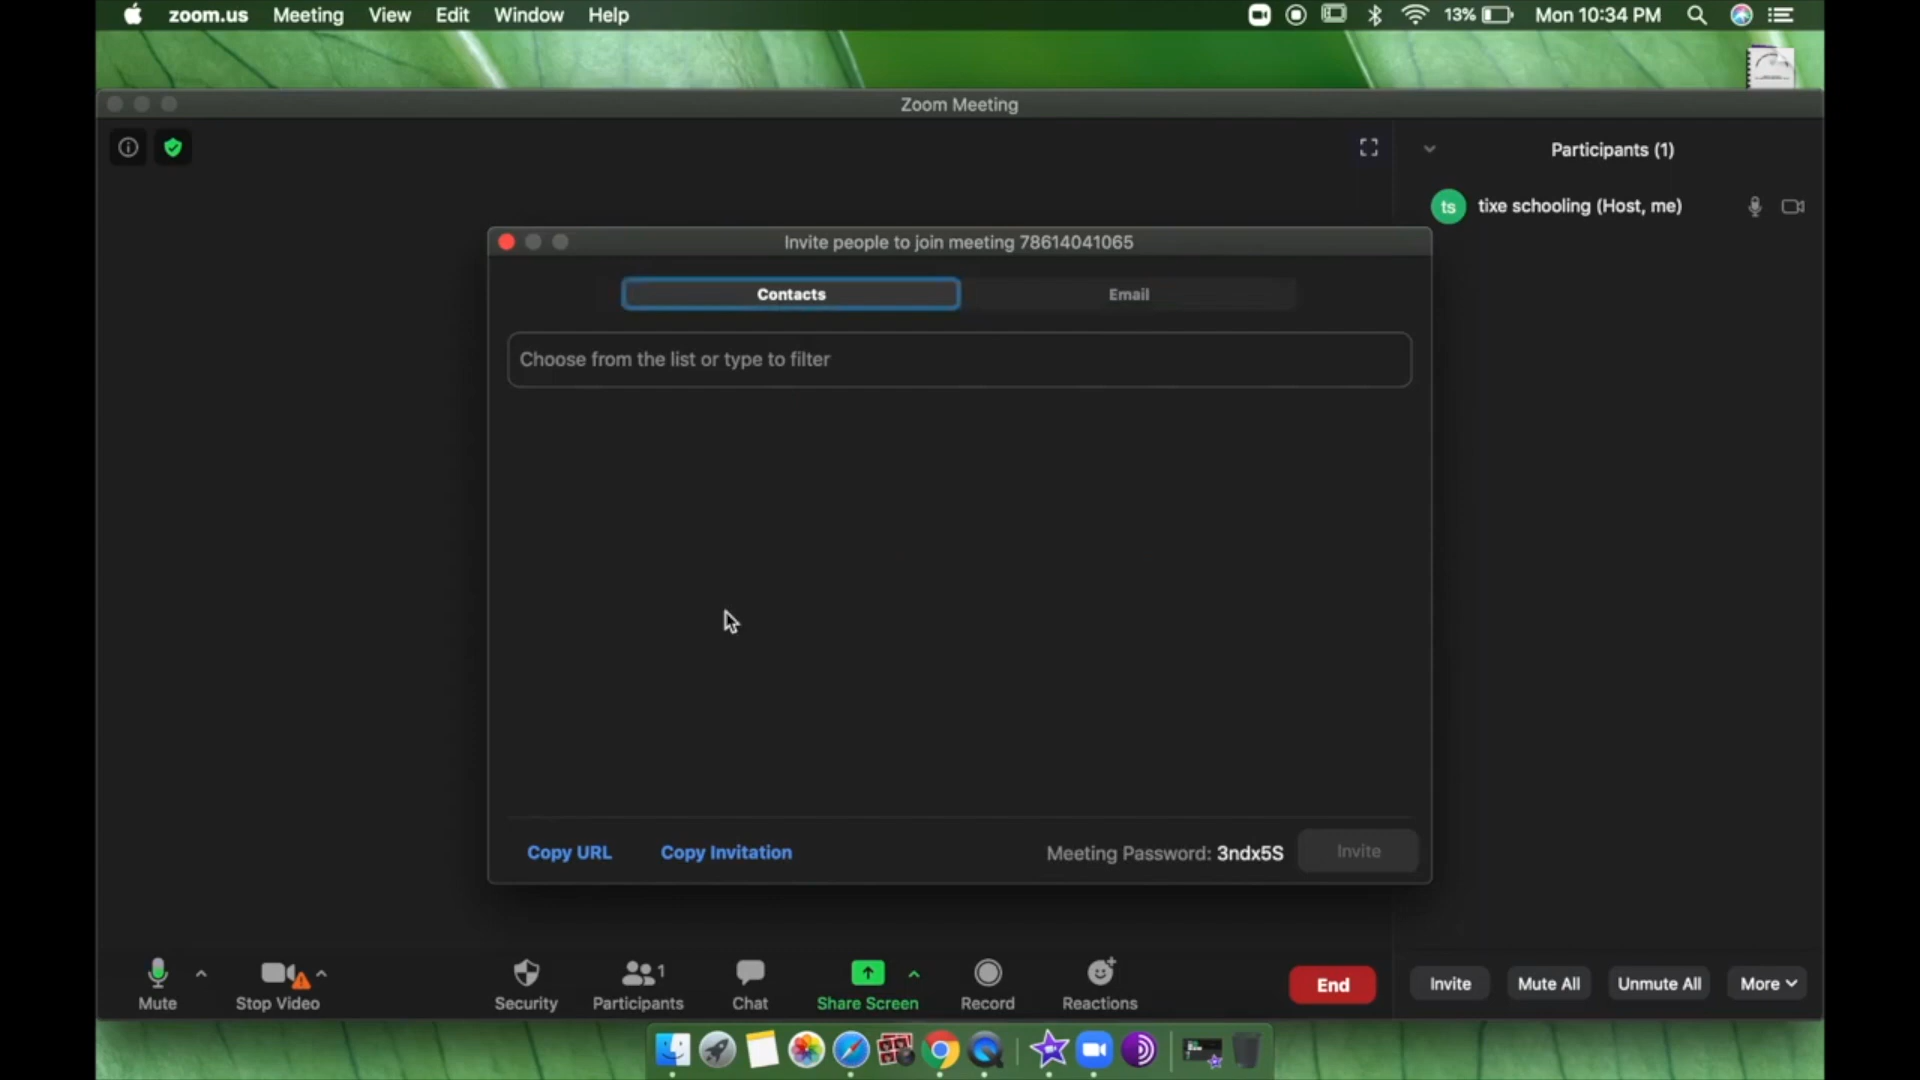 zoom.us Meeting View Edit Window Help 13% Mon 10:34 PM
Zoom Meeting
Participants (1)
ts tixe schooling (Host, me)
Invite people to join meeting 78614041065
Contacts Email
Choose from the list or type to filter
Copy URL Copy Invitation Meeting Password: 3ndx5S Invite
1
Mute Stop Video Security Participants Chat Share Screen Record Reactions End Invite Mute All Unmute All More